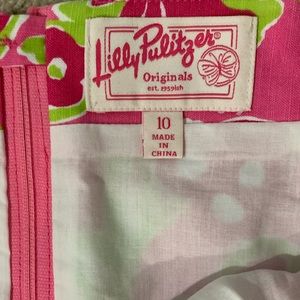 Lilly Pulitzer®
Originals
est. 1959ish
10
MADE
IN
CHINA